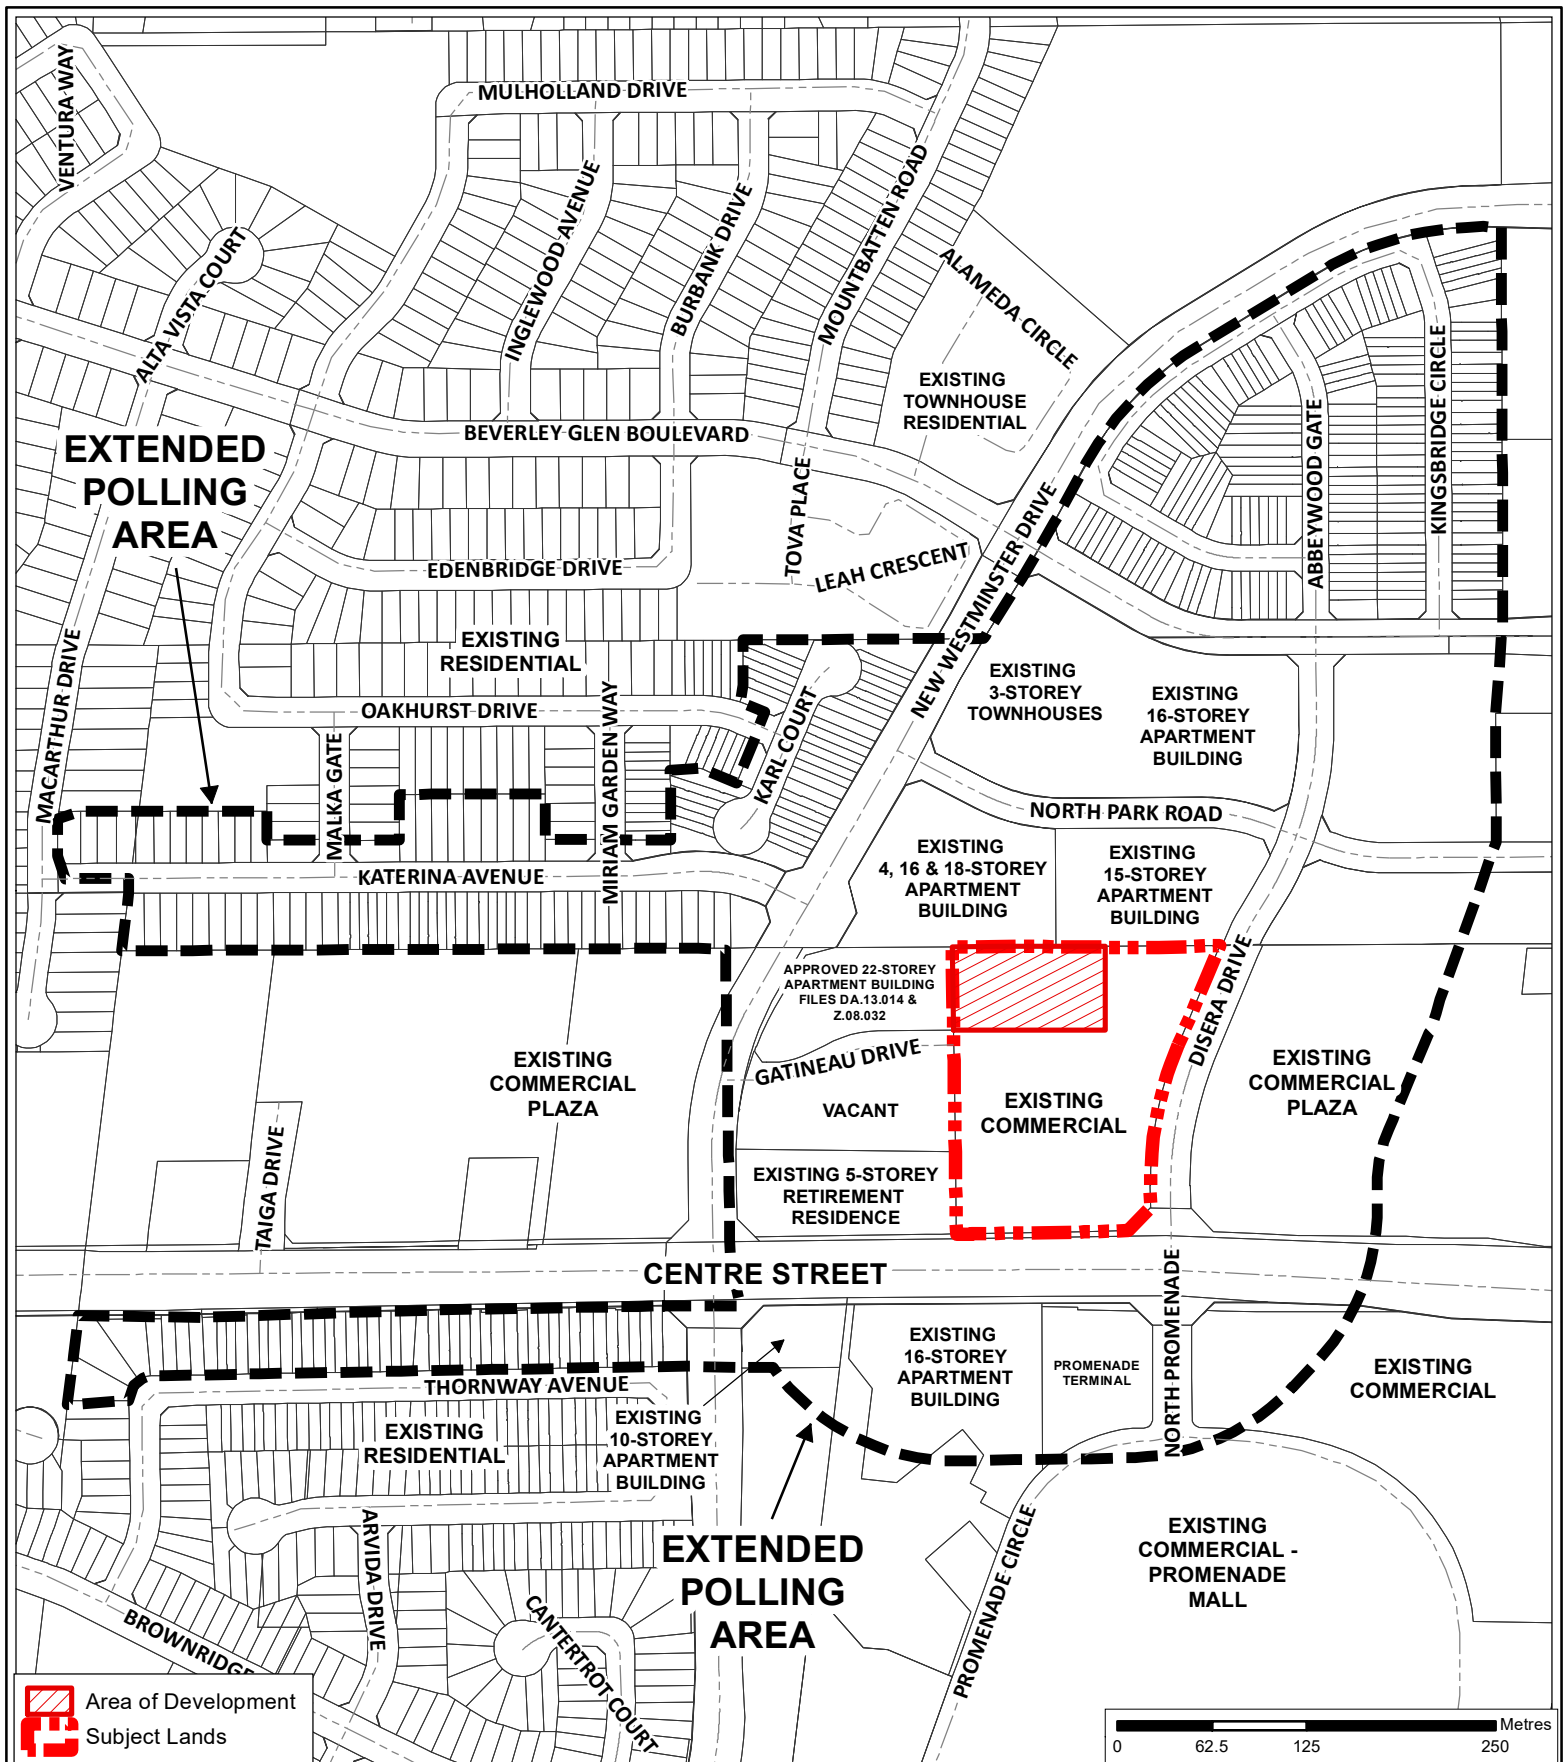 VENTURA WAY
MULHOLLAND DRIVE
ALTA VISTA COURT
INGLEWOOD AVENUE
BURBANK DRIVE
MOUNTBATTEN ROAD
ALAMEDA CIRCLE
EXISTING
TOWNHOUSE
RESIDENTIAL
KINGSBRIDGE CIRCLE
ABBEYWOOD GATE
BEVERLEY GLEN BOULEVARD
EXTENDED
POLLING
AREA
TOVA PLACE
LEAH CRESCENT
NEW WESTMINSTER DRIVE
EDENBRIDGE DRIVE
MACARTHUR DRIVE
EXISTING
RESIDENTIAL
OAKHURST DRIVE
MALKA GATE
MIRIAM GARDEN WAY
KARL COURT
EXISTING
3-STOREY
TOWNHOUSES
EXISTING
16-STOREY
APARTMENT
BUILDING
NORTH PARK ROAD
KATERINA AVENUE
EXISTING
4, 16 & 18-STOREY
APARTMENT
BUILDING
EXISTING
15-STOREY
APARTMENT
BUILDING
APPROVED 22-STOREY
APARTMENT BUILDING
FILES DA.13.014 &
Z.08.032
DISERA DRIVE
GATINEAU DRIVE
EXISTING
COMMERCIAL
PLAZA
VACANT
EXISTING
COMMERCIAL
EXISTING
COMMERCIAL
PLAZA
TAIGA DRIVE
EXISTING 5-STOREY
RETIREMENT
RESIDENCE
CENTRE STREET
NORTH PROMENADE
EXISTING
16-STOREY
APARTMENT
BUILDING
PROMENADE
TERMINAL
EXISTING
COMMERCIAL
THORNWAY AVENUE
EXISTING
RESIDENTIAL
EXISTING
10-STOREY
APARTMENT
BUILDING
ARVIDA DRIVE
EXTENDED
POLLING
AREA
PROMENADE CIRCLE
EXISTING
COMMERCIAL -
PROMENADE
MALL
BROWNRIDGE
CANTERTROT COURT
Area of Development
Subject Lands
Metres
0 62.5 125 250